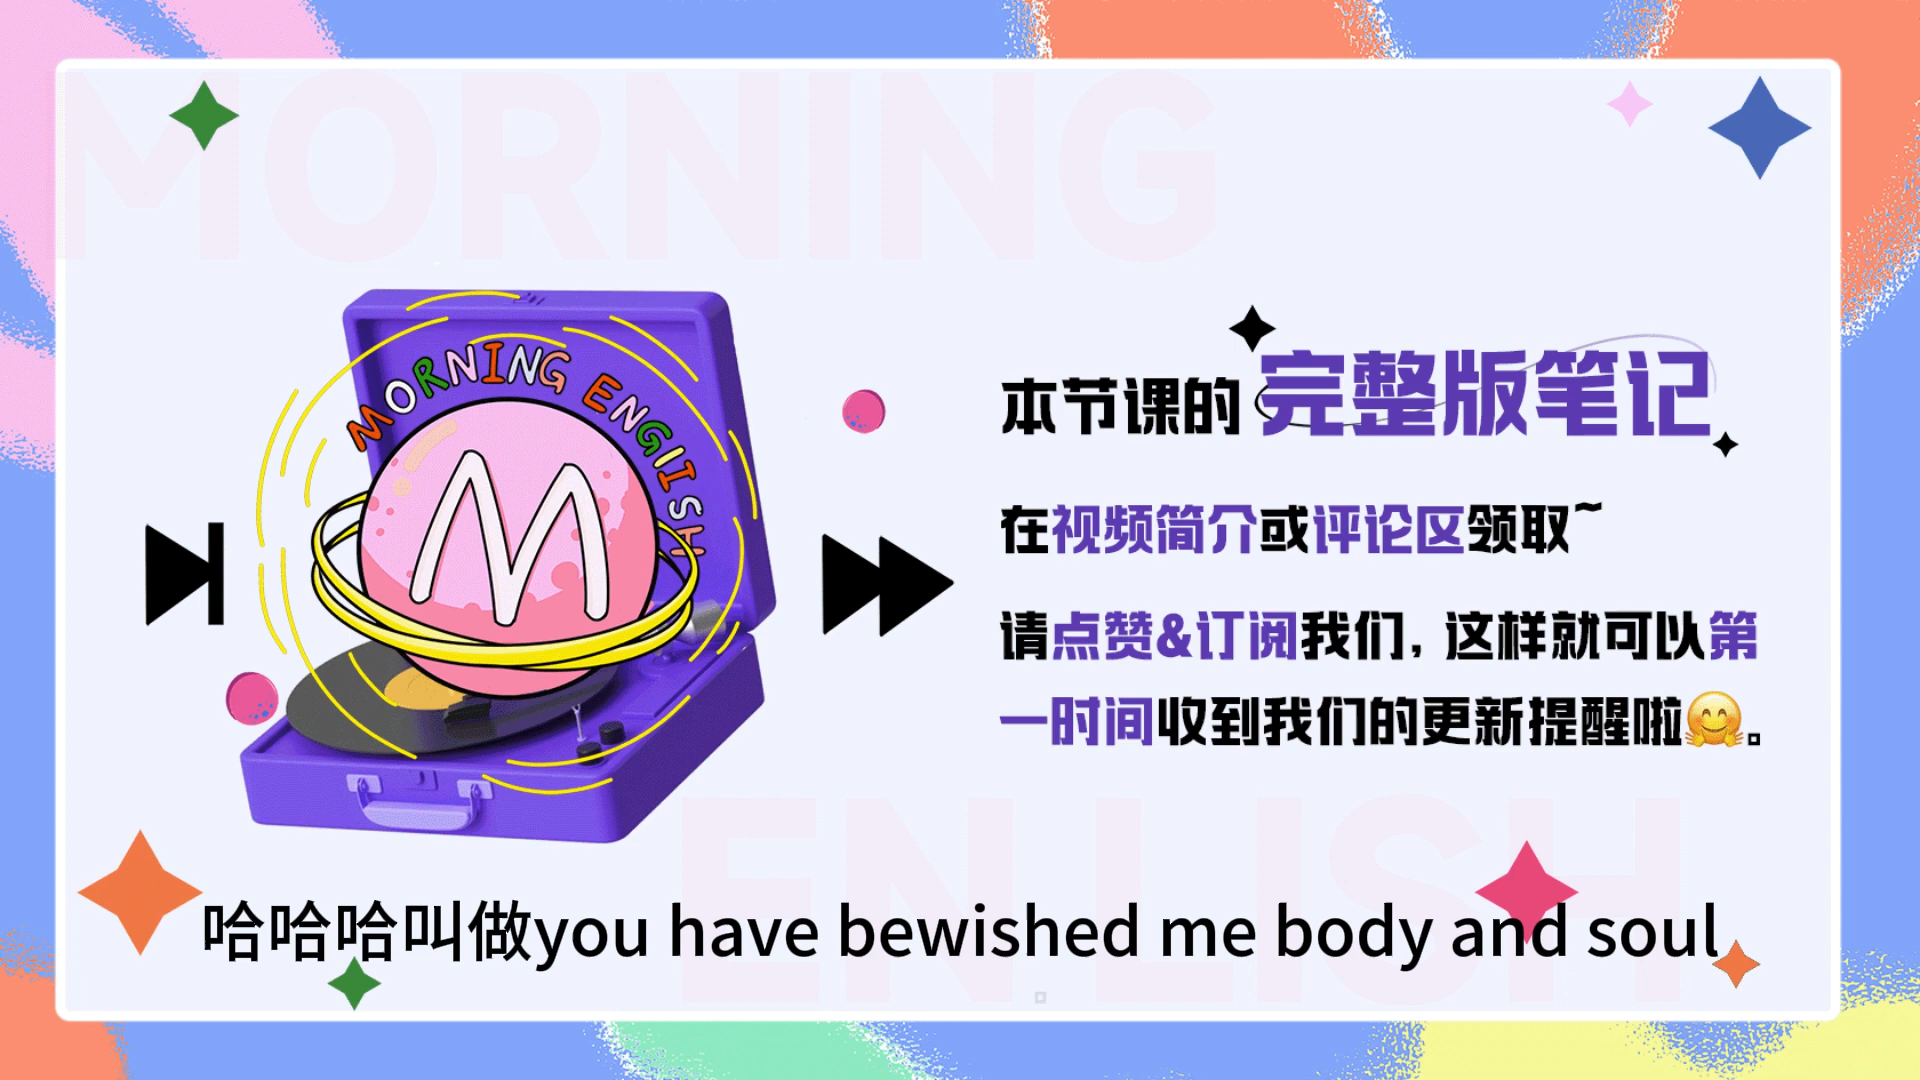 MORNING
MORNING ENGIISH
M
本节课的完整版笔记
在视频简介或评论区领取~
请点赞&订阅我们，这样就可以第
一时间收到我们的更新提醒啦🤗。
EN LISH
哈哈哈叫做you have bewished me body and soul